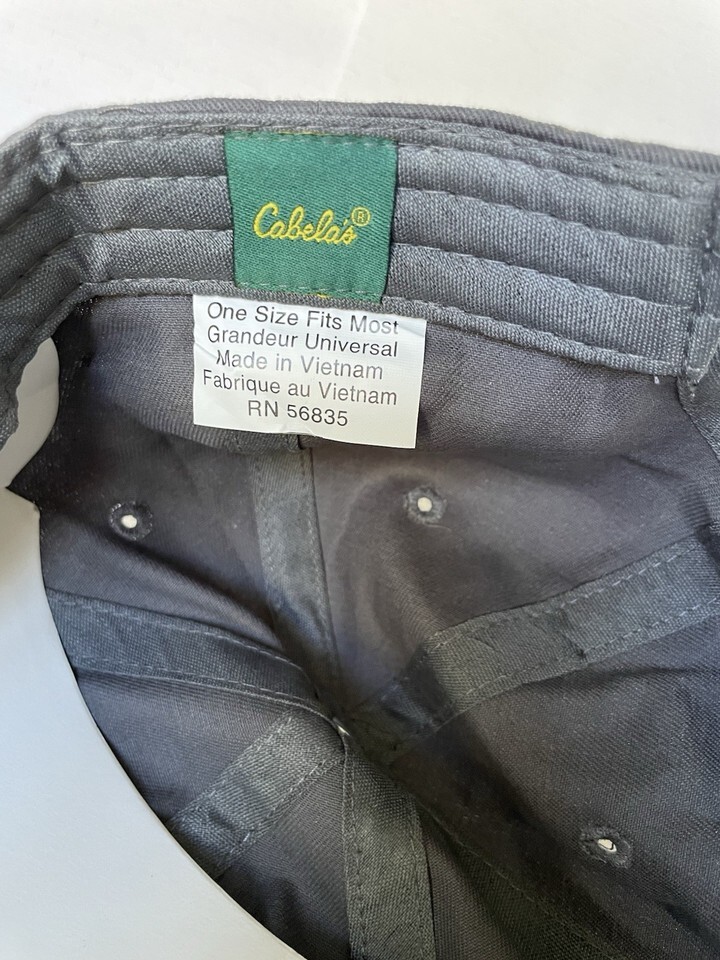 Cabela's®
One Size Fits Most
Grandeur Universal
Made in Vietnam
Fabrique au Vietnam
RN 56835